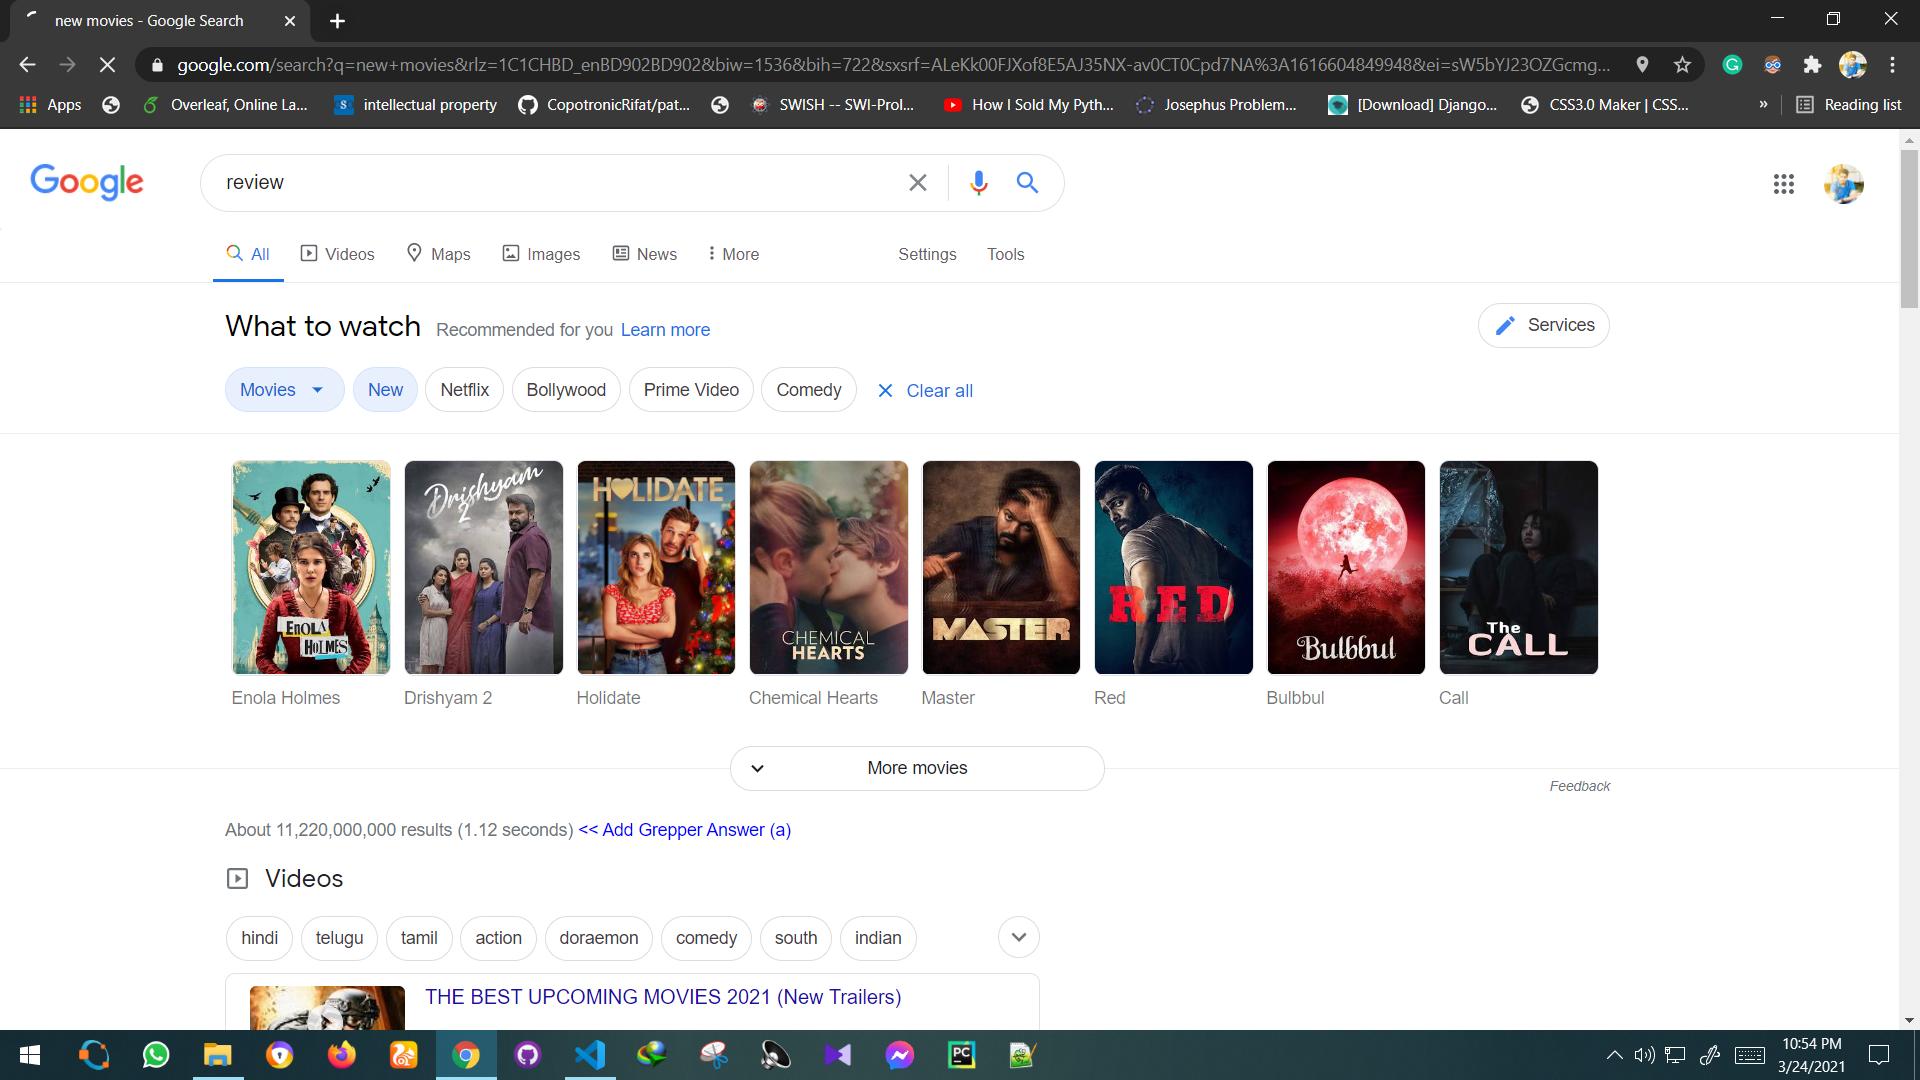 new movies - Google Search
google.com/search?q=new+movies&rlz=1C1CHBD_enBD902BD902&biw=1536&bih=722&sxsrf=ALeKk00FJXof8E5AJ35NX-av0CT0Cpd7NA%3A1616604849948&ei=sW5bYJ23OZGcmg...
Apps Overleaf, Online La... intellectual property CopotronicRifat/pat... SWISH -- SWI-Prol... How I Sold My Pyth... Josephus Problem... [Download] Django... CSS3.0 Maker | CSS... » Reading list
Google review
All Videos Maps Images News More Settings Tools
What to watch Recommended for you Learn more Services
Movies New Netflix Bollywood Prime Video Comedy Clear all
ENOLA HOLMES
Drishyam 2
HOLIDATE
CHEMICAL HEARTS
MASTER
RED
Bulbbul
The CALL
Enola Holmes Drishyam 2 Holidate Chemical Hearts Master Red Bulbbul Call
More movies
Feedback
About 11,220,000,000 results (1.12 seconds) << Add Grepper Answer (a)
Videos
hindi telugu tamil action doraemon comedy south indian
THE BEST UPCOMING MOVIES 2021 (New Trailers)
PC
10:54 PM
3/24/2021